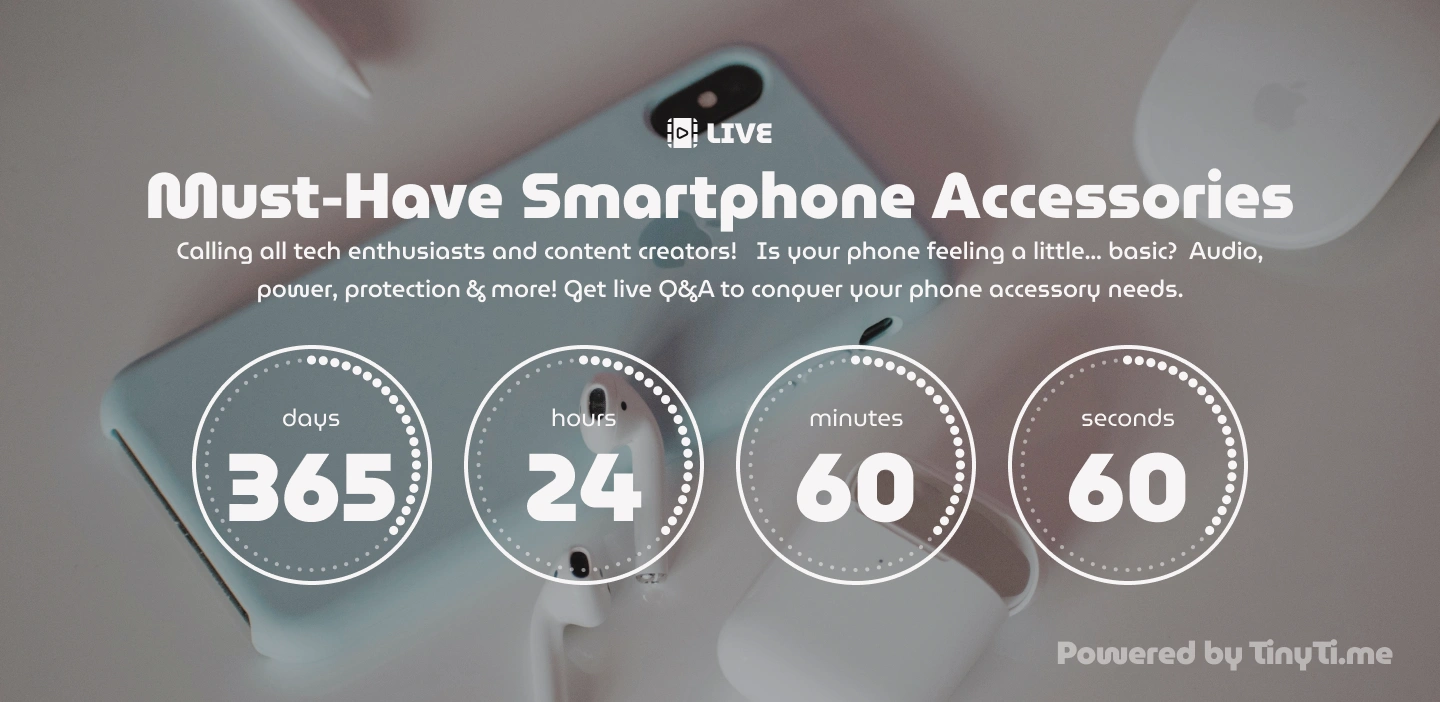 LIVE
Must-Have Smartphone Accessories
Calling all tech enthusiasts and content creators! Is your phone feeling a little... basic? Audio,
power, protection & more! Get live Q&A to conquer your phone accessory needs.
days hours minutes seconds
365 24 60 60
Powered by TinyTi.me